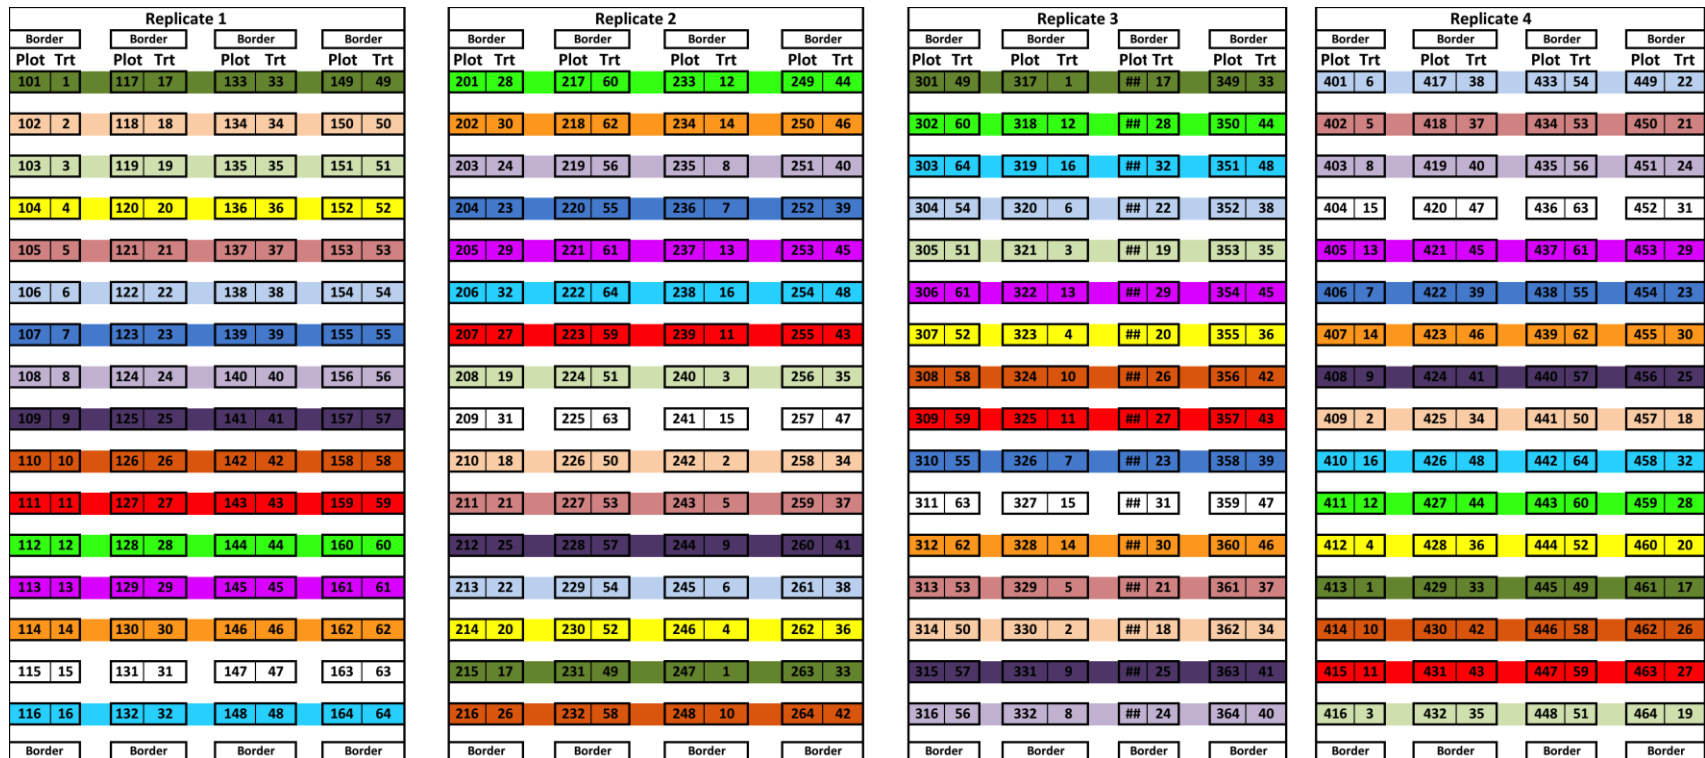 Replicate 1 Replicate 2 Replicate 3 Replicate 4
Border Border Border Border Border Border Border Border Border Border Border Border Border Border Border Border
Plot Trt Plot Trt Plot Trt Plot Trt Plot Trt Plot Trt Plot Trt Plot Trt Plot Trt Plot Trt Plot Trt Plot Trt Plot Trt Plot Trt Plot Trt Plot Trt
101 1 117 17 133 33 149 49 201 28 217 60 233 12 249 44 301 49 317 1 ## 17 349 33 401 6 417 38 433 54 449 22
102 2 118 18 134 34 150 50 202 30 218 62 234 14 250 46 302 60 318 12 ## 28 350 44 402 5 418 37 434 53 450 21
103 3 119 19 135 35 151 51 203 24 219 56 235 8 251 40 303 64 319 16 ## 32 351 48 403 8 419 40 435 56 451 24
104 4 120 20 136 36 152 52 204 23 220 55 236 7 252 39 304 54 320 6 ## 22 352 38 404 15 420 47 436 63 452 31
105 5 121 21 137 37 153 53 205 29 221 61 237 13 253 45 305 51 321 3 ## 19 353 35 405 13 421 45 437 61 453 29
106 6 122 22 138 38 154 54 206 32 222 64 238 16 254 48 306 61 322 13 ## 29 354 45 406 7 422 39 438 55 454 23
107 7 123 23 139 39 155 55 207 27 223 59 239 11 255 43 307 52 323 4 ## 20 355 36 407 14 423 46 439 62 455 30
108 8 124 24 140 40 156 56 208 19 224 51 240 3 256 35 308 58 324 10 ## 26 356 42 408 9 424 41 440 57 456 25
109 9 125 25 141 41 157 57 209 31 225 63 241 15 257 47 309 59 325 11 ## 27 357 43 409 2 425 34 441 50 457 18
110 10 126 26 142 42 158 58 210 18 226 50 242 2 258 34 310 55 326 7 ## 23 358 39 410 16 426 48 442 64 458 32
111 11 127 27 143 43 159 59 211 21 227 53 243 5 259 37 311 63 327 15 ## 31 359 47 411 12 427 44 443 60 459 28
112 12 128 28 144 44 160 60 212 25 228 57 244 9 260 41 312 62 328 14 ## 30 360 46 412 4 428 36 444 52 460 20
113 13 129 29 145 45 161 61 213 22 229 54 245 6 261 38 313 53 329 5 ## 21 361 37 413 1 429 33 445 49 461 17
114 14 130 30 146 46 162 62 214 20 230 52 246 4 262 36 314 50 330 2 ## 18 362 34 414 10 430 42 446 58 462 26
115 15 131 31 147 47 163 63 215 17 231 49 247 1 263 33 315 57 331 9 ## 25 363 41 415 11 431 43 447 59 463 27
116 16 132 32 148 48 164 64 216 26 232 58 248 10 264 42 316 56 332 8 ## 24 364 40 416 3 432 35 448 51 464 19
Border Border Border Border Border Border Border Border Border Border Border Border Border Border Border Border